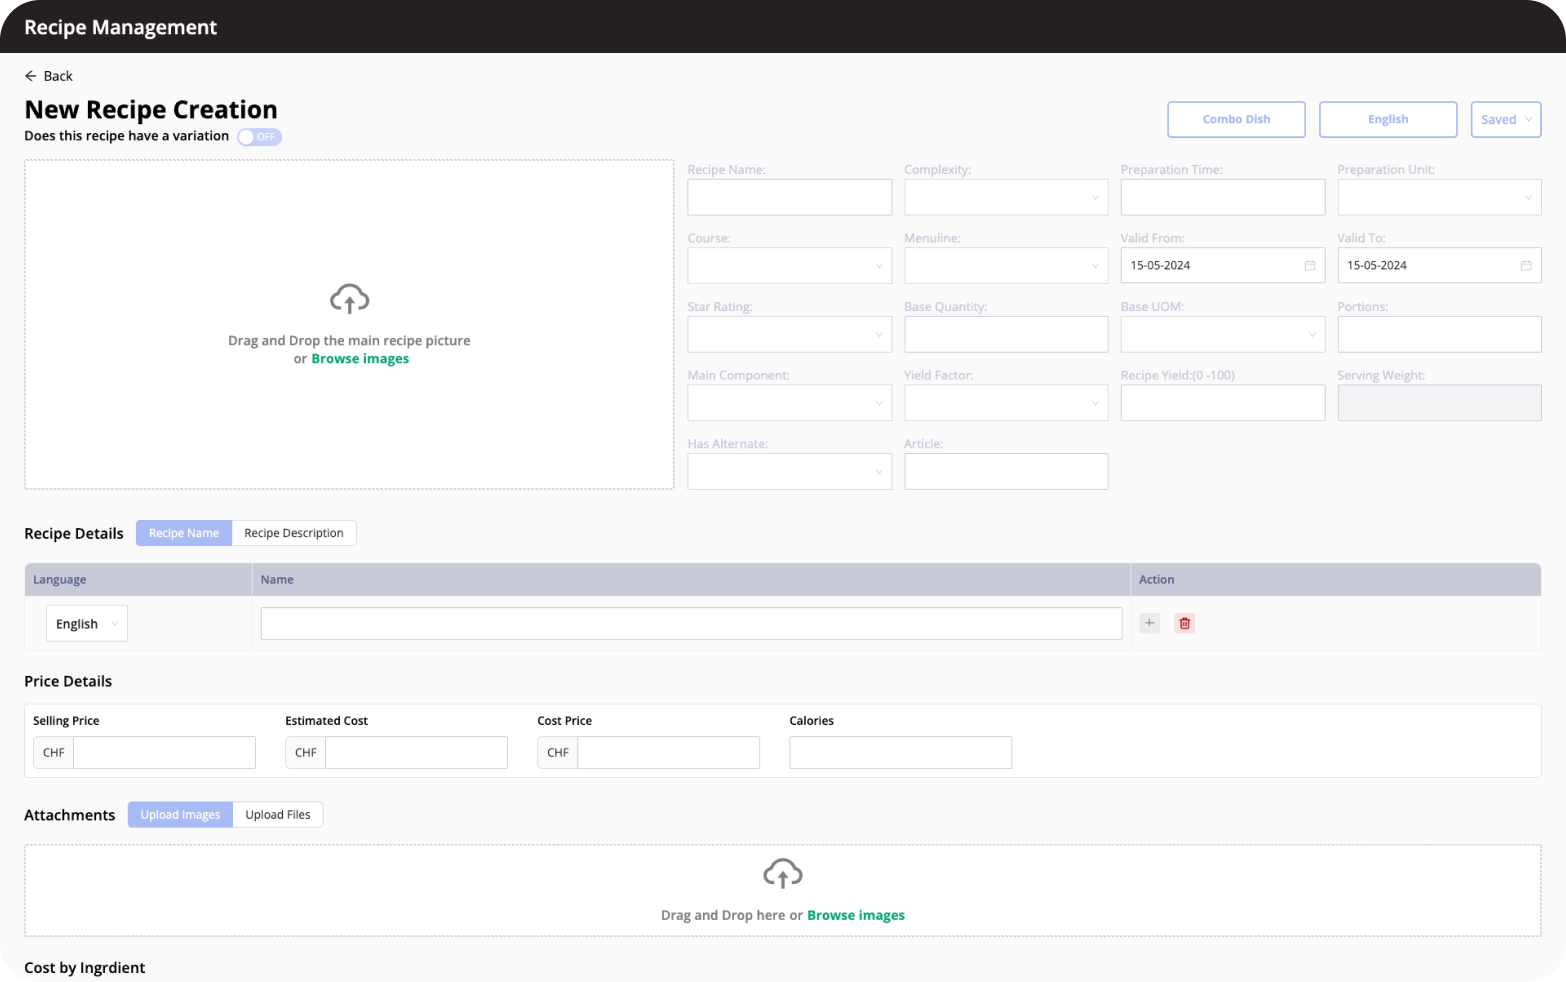 Recipe Management
Back
New Recipe Creation
Does this recipe have a variation OFF
Combo Dish
English
Saved
Drag and Drop the main recipe picture
or Browse images
Recipe Name:
Complexity:
Preparation Time:
Preparation Unit:
Course:
Menuline:
Valid From:
15-05-2024
Valid To:
15-05-2024
Star Rating:
Base Quantity:
Base UOM:
Portions:
Main Component:
Yield Factor:
Recipe Yield:(0 -100)
Serving Weight:
Has Alternate:
Article:
Recipe Details
Recipe Name
Recipe Description
Language
Name
Action
English
Price Details
Selling Price
CHF
Estimated Cost
CHF
Cost Price
CHF
Calories
Attachments
Upload Images
Upload Files
Drag and Drop here or Browse images
Cost by Ingrdient